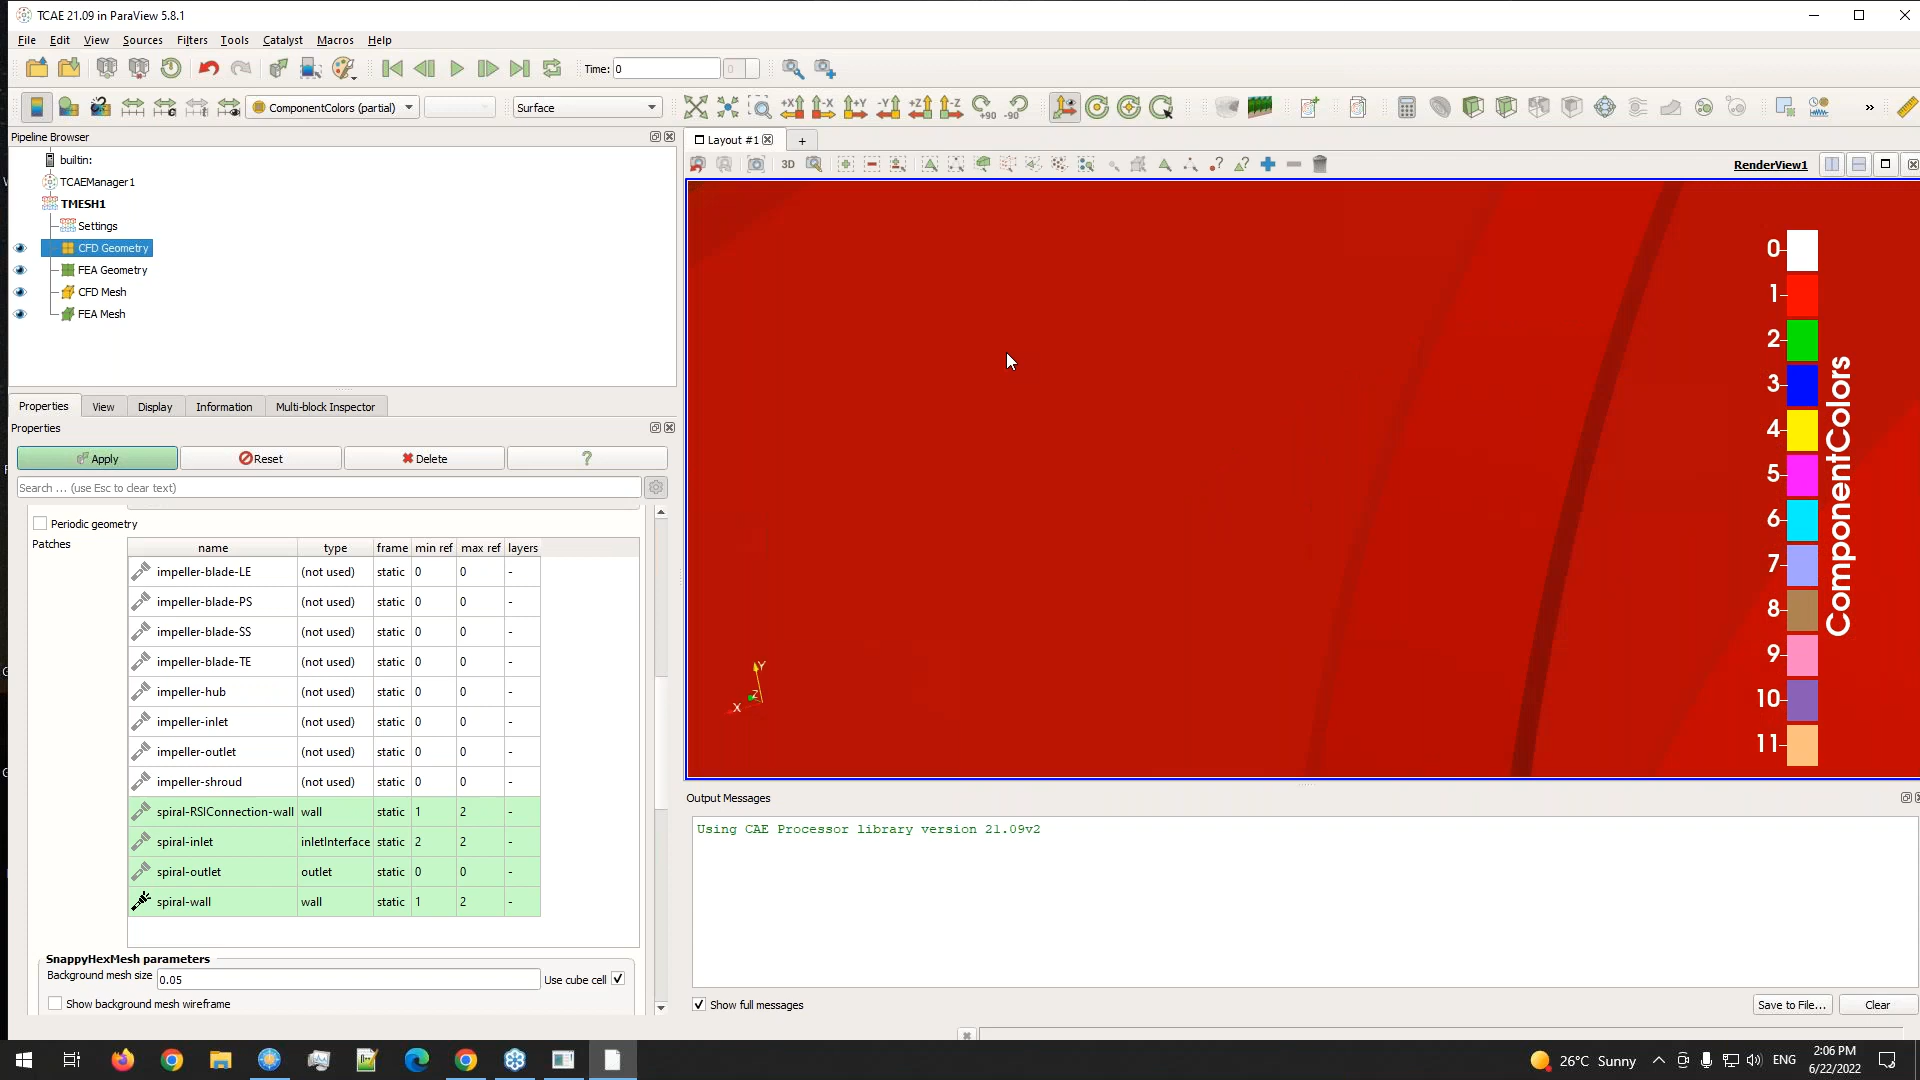 TCAE 21.09 in ParaView 5.8.1
File Edit View Sources Filters Tools Catalyst Macros Help
Time: 0 0
ComponentColors (partial) Surface +X -X +Y -Y +Z -Z +90 -90 »
Pipeline Browser
Layout #1 +
builtin:
3D RenderView1
TCAEManager1
TMESH1
Settings
CFD Geometry
FEA Geometry
CFD Mesh
FEA Mesh
Properties View Display Information Multi-block Inspector
Properties
Apply Reset Delete ?
Search ... (use Esc to clear text)
Periodic geometry
Patches
name type frame min ref max ref layers
impeller-blade-LE (not used) static 0 0 -
impeller-blade-PS (not used) static 0 0 -
impeller-blade-SS (not used) static 0 0 -
impeller-blade-TE (not used) static 0 0 -
impeller-hub (not used) static 0 0 -
impeller-inlet (not used) static 0 0 -
impeller-outlet (not used) static 0 0 -
impeller-shroud (not used) static 0 0 -
spiral-RSIConnection-wall wall static 1 2 -
spiral-inlet inletInterface static 2 2 -
spiral-outlet outlet static 0 0 -
spiral-wall wall static 1 2 -
SnappyHexMesh parameters
Background mesh size 0.05 Use cube cell
Show background mesh wireframe
Y
Z
X
0
1
2
3
4
5
6
7
8
9
10
11
ComponentColors
Output Messages
Using CAE Processor library version 21.09v2
Show full messages Save to File... Clear
26°C Sunny ENG
2:06 PM
6/22/2022